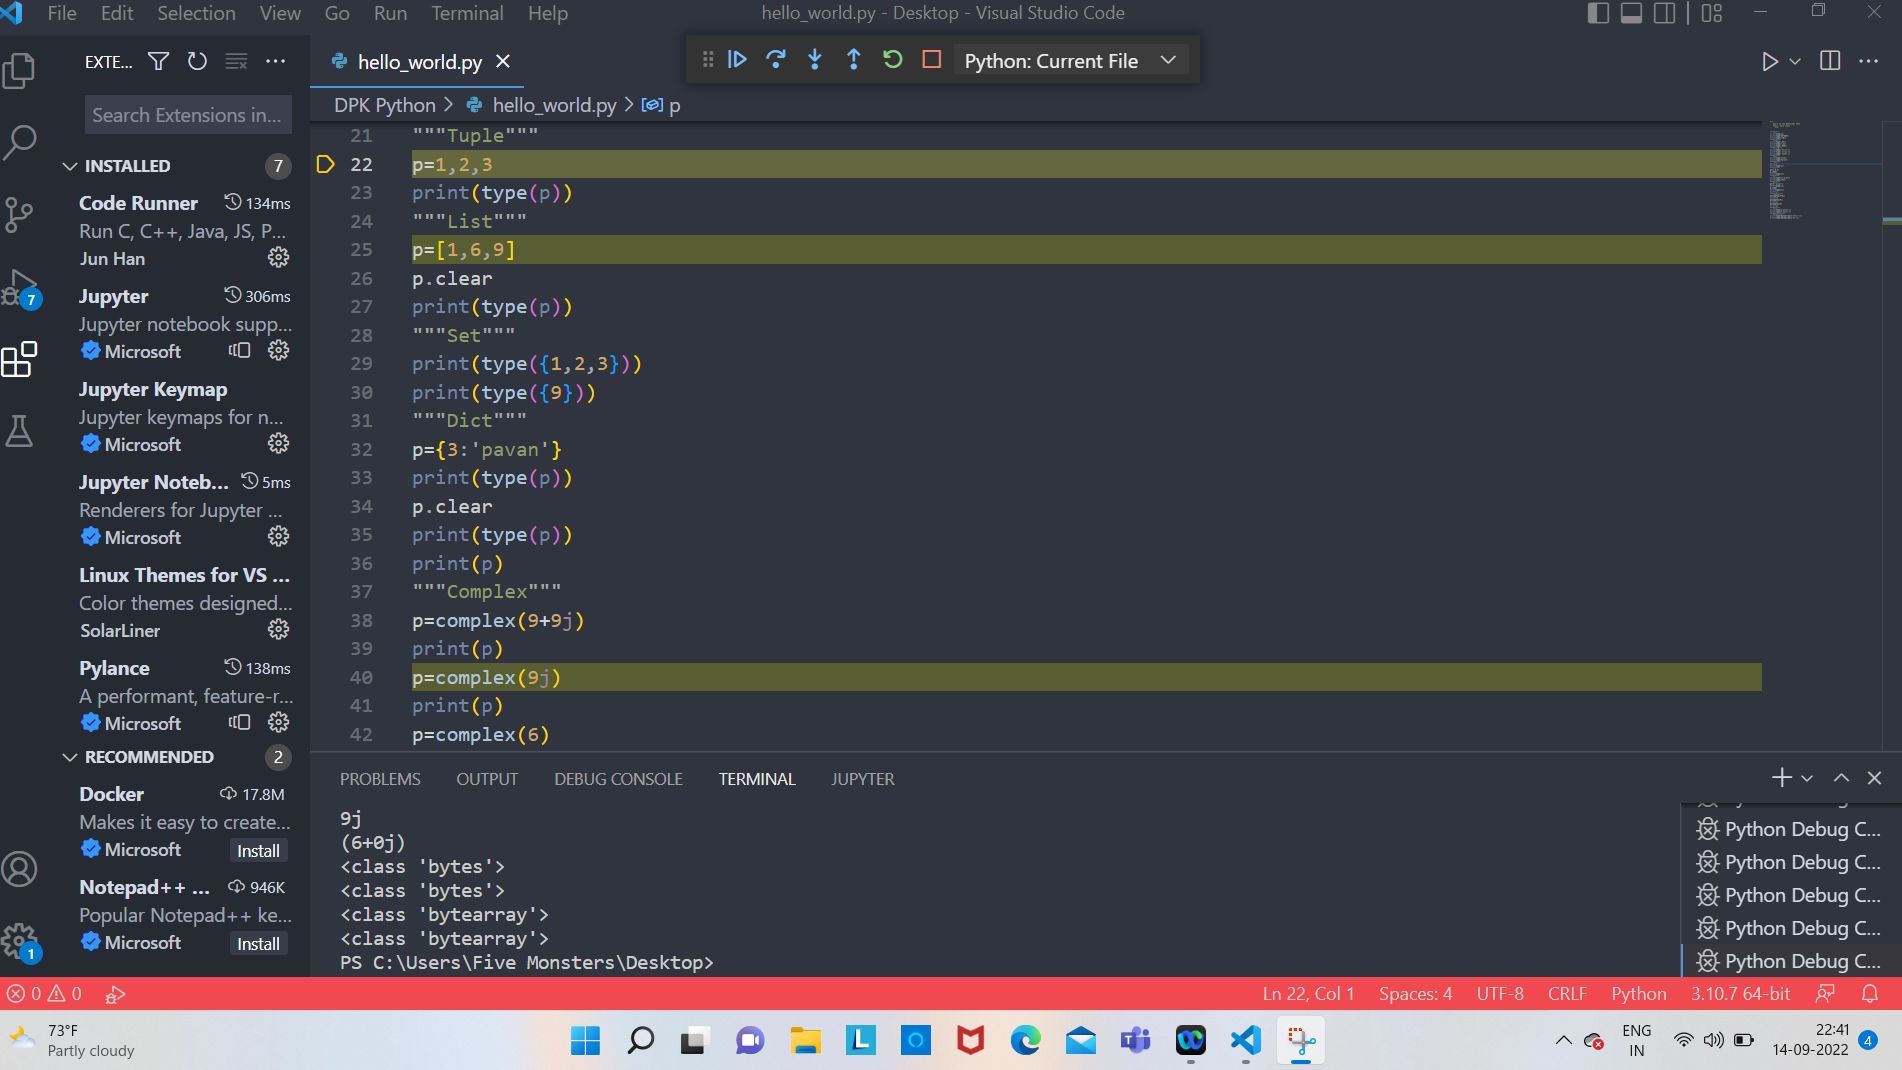 File Edit Selection View Go Run Terminal Help
hello_world.py - Desktop - Visual Studio Code
EXTE...
hello_world.py
Python: Current File
Search Extensions in...
DPK Python > hello_world.py > p
INSTALLED 7
Code Runner 134ms
Run C, C++, Java, JS, P...
Jun Han
Jupyter 306ms
Jupyter notebook supp...
Microsoft
Jupyter Keymap
Jupyter keymaps for n...
Microsoft
Jupyter Noteb... 5ms
Renderers for Jupyter ...
Microsoft
Linux Themes for VS ...
Color themes designed...
SolarLiner
Pylance 138ms
A performant, feature-r...
Microsoft
RECOMMENDED 2
Docker 17.8M
Makes it easy to create...
Microsoft Install
Notepad++ ... 946K
Popular Notepad++ ke...
Microsoft Install
7
1
21 """Tuple"""
22 p=1,2,3
23 print(type(p))
24 """List"""
25 p=[1,6,9]
26 p.clear
27 print(type(p))
28 """Set"""
29 print(type({1,2,3}))
30 print(type({9}))
31 """Dict"""
32 p={3:'pavan'}
33 print(type(p))
34 p.clear
35 print(type(p))
36 print(p)
37 """Complex"""
38 p=complex(9+9j)
39 print(p)
40 p=complex(9j)
41 print(p)
42 p=complex(6)
PROBLEMS OUTPUT DEBUG CONSOLE TERMINAL JUPYTER
9j
(6+0j)
<class 'bytes'>
<class 'bytes'>
<class 'bytearray'>
<class 'bytearray'>
PS C:\Users\Five Monsters\Desktop>
Python Debug C...
Python Debug C...
Python Debug C...
Python Debug C...
Python Debug C...
0 0 Ln 22, Col 1 Spaces: 4 UTF-8 CRLF Python 3.10.7 64-bit
73°F
Partly cloudy
ENG
IN
22:41
14-09-2022
4